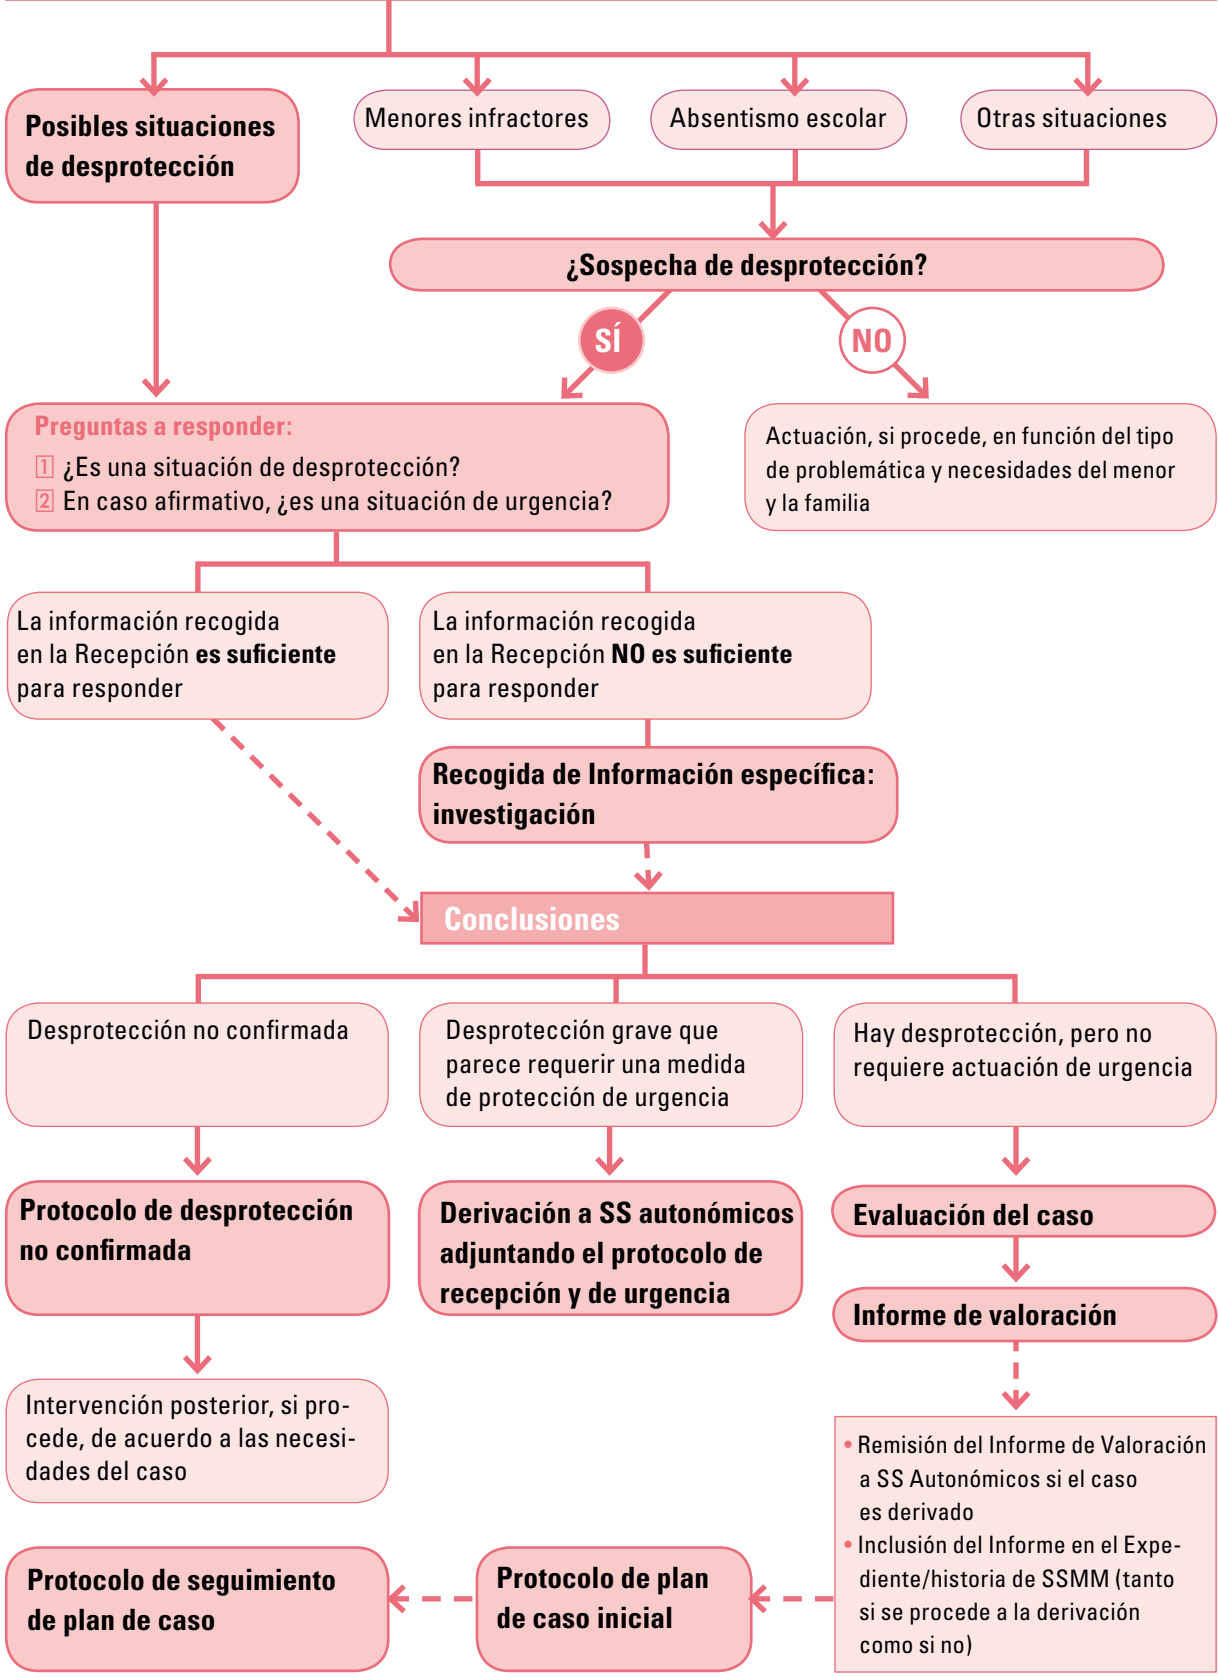 Posibles situaciones
de desprotección
Menores infractores
Absentismo escolar
Otras situaciones
¿Sospecha de desprotección?
SÍ
NO
Preguntas a responder:
1 ¿Es una situación de desprotección?
2 En caso afirmativo, ¿es una situación de urgencia?
Actuación, si procede, en función del tipo
de problemática y necesidades del menor
y la familia
La información recogida
en la Recepción es suficiente
para responder
La información recogida
en la Recepción NO es suficiente
para responder
Recogida de Información específica:
investigación
Conclusiones
Desprotección no confirmada
Desprotección grave que
parece requerir una medida
de protección de urgencia
Hay desprotección, pero no
requiere actuación de urgencia
Protocolo de desprotección
no confirmada
Derivación a SS autonómicos
adjuntando el protocolo de
recepción y de urgencia
Evaluación del caso
Informe de valoración
Intervención posterior, si pro-
cede, de acuerdo a las necesi-
dades del caso
• Remisión del Informe de Valoración
a SS Autonómicos si el caso
es derivado
• Inclusión del Informe en el Expe-
diente/historia de SSMM (tanto
si se procede a la derivación
como si no)
Protocolo de plan
de caso inicial
Protocolo de seguimiento
de plan de caso